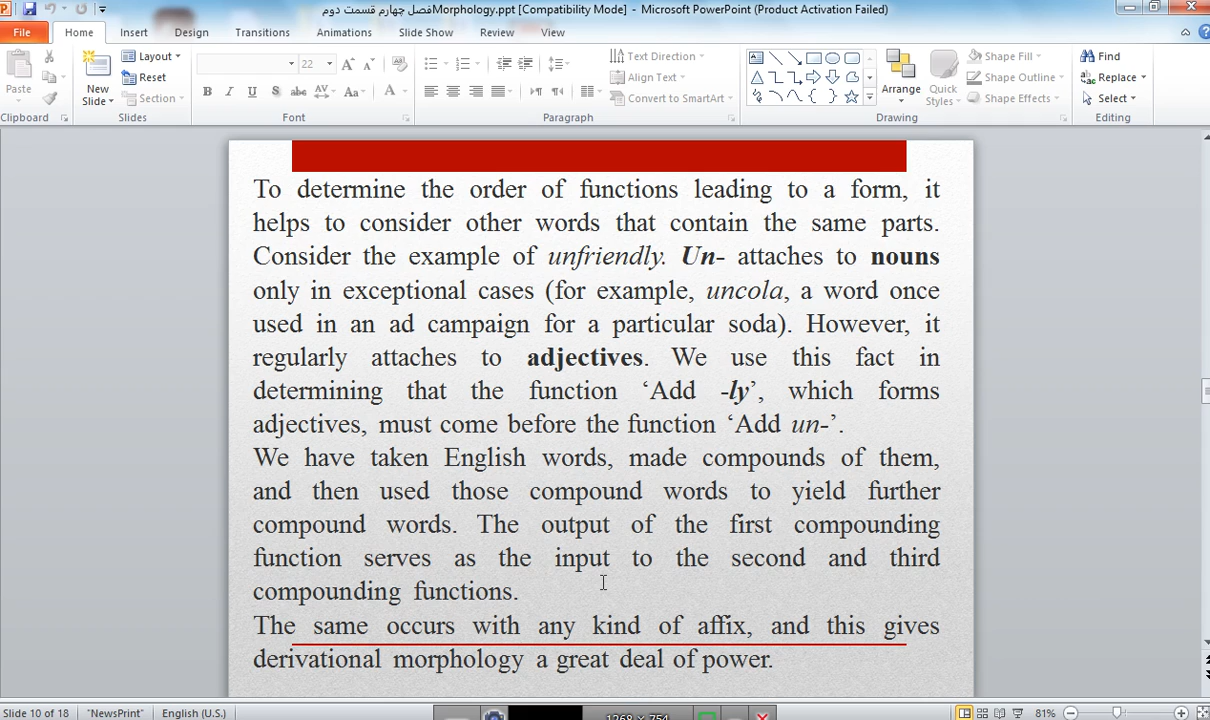 فصل چهارم قسمت دومMorphology.ppt [Compatibility Mode] - Microsoft PowerPoint (Product Activation Failed)
File Home Insert Design Transitions Animations Slide Show Review View
Layout 22 Text Direction Shape Fill Find
Reset Align Text Shape Outline Replace
Paste New Slide Section B I U S abc AV Aa A Convert to SmartArt Arrange Quick Styles Shape Effects Select
Clipboard Slides Font Paragraph Drawing Editing
To determine the order of functions leading to a form, it
helps to consider other words that contain the same parts.
Consider the example of unfriendly. Un- attaches to nouns
only in exceptional cases (for example, uncola, a word once
used in an ad campaign for a particular soda). However, it
regularly attaches to adjectives. We use this fact in
determining that the function ‘Add -ly’, which forms
adjectives, must come before the function ‘Add un-’.
We have taken English words, made compounds of them,
and then used those compound words to yield further
compound words. The output of the first compounding
function serves as the input to the second and third
compounding functions.
The same occurs with any kind of affix, and this gives
derivational morphology a great deal of power.
Slide 10 of 18 "NewsPrint" English (U.S.) 81%